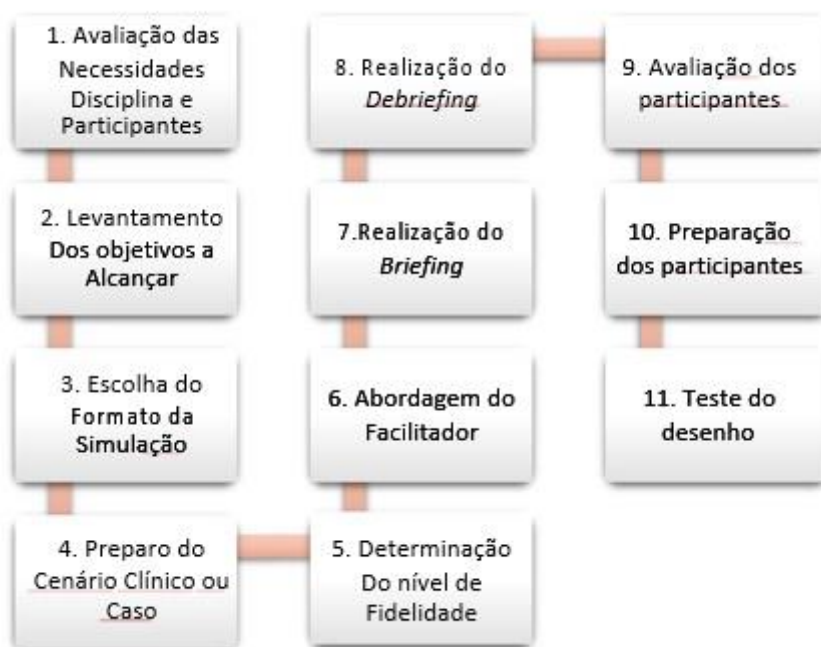 1. Avaliação das
Necessidades
Disciplina e
Participantes
2. Levantamento
Dos objetivos a
Alcançar
3. Escolha do
Formato da
Simulação
4. Preparo do
Cenário Clínico ou
Caso
5. Determinação
Do nível de
Fidelidade
6. Abordagem do
Facilitador
7.Realização do
Briefing
8. Realização do
Debriefing
9. Avaliação dos
participantes
10. Preparação
dos participantes
11. Teste do
desenho